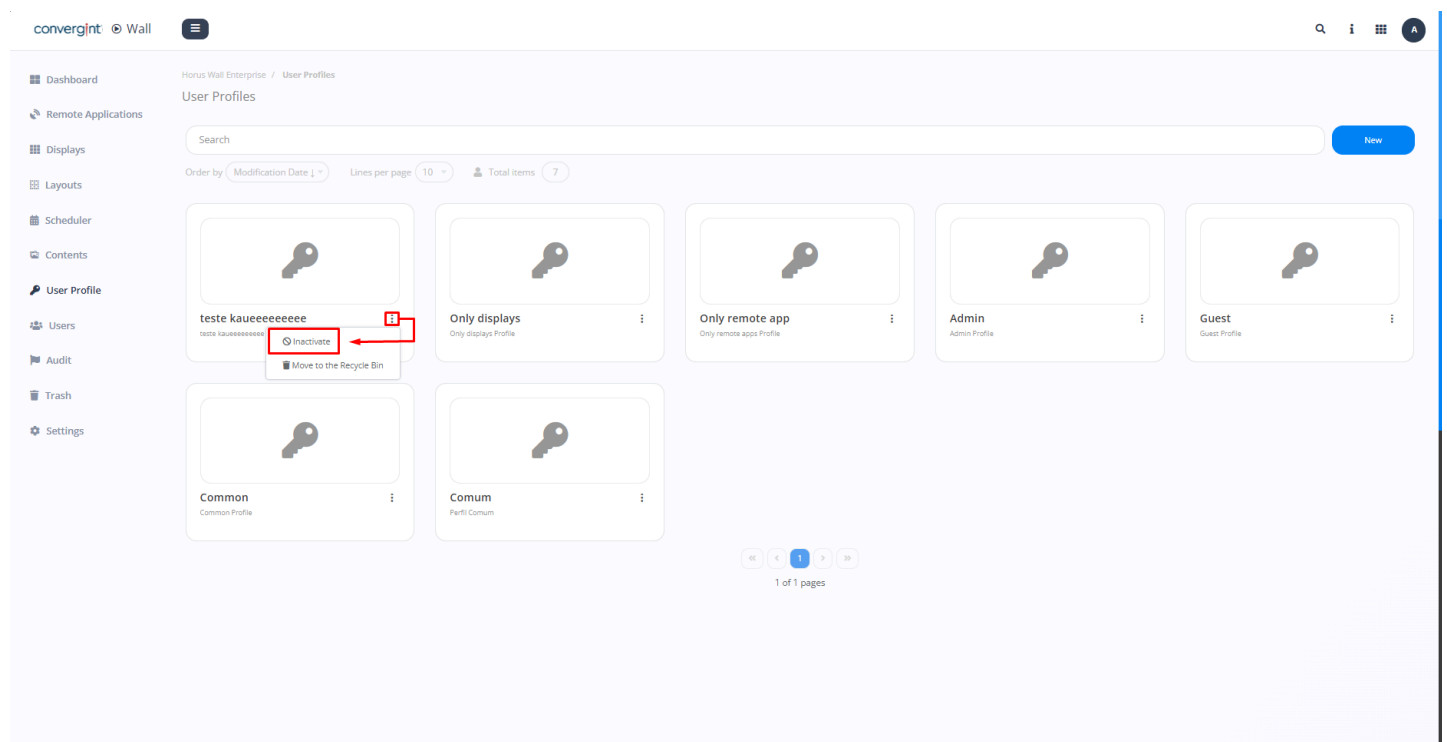 convergint Wall
A
Dashboard
Remote Applications
Displays
Layouts
Scheduler
Contents
User Profile
Users
Audit
Trash
Settings
Horus Wall Enterprise / User Profiles
User Profiles
Search
New
Order by Modification Date ↓ Lines per page 10 Total items 7
teste kaueeeeeeeee
Inactivate
Move to the Recycle Bin
Only displays
Only displays Profile
Only remote app
Only remote apps Profile
Admin
Admin Profile
Guest
Guest Profile
Common
Common Profile
Comum
Perfil Comum
« ‹ 1 › »
1 of 1 pages